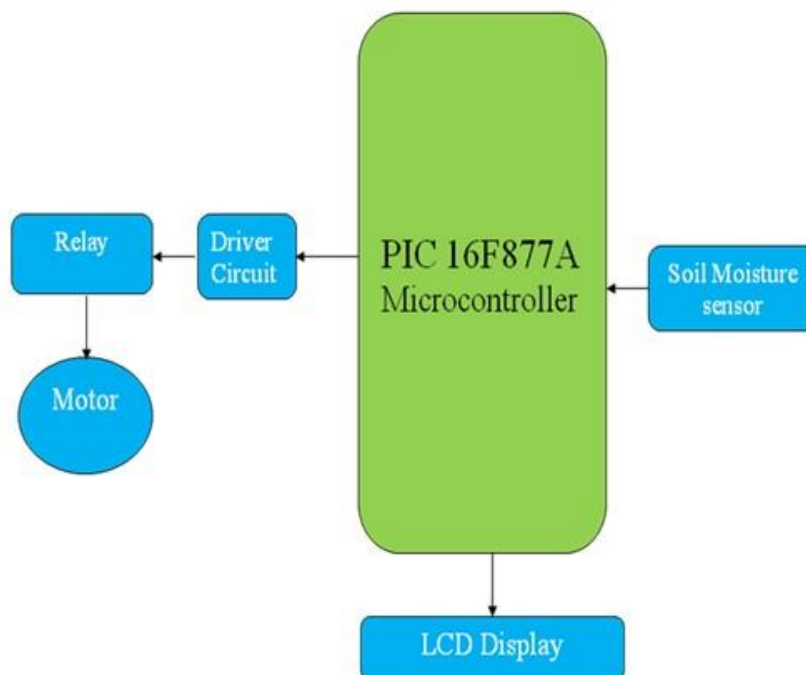 PIC 16F877A
Microcontroller
Relay
Driver
Circuit
Soil Moisture
sensor
Motor
LCD Display